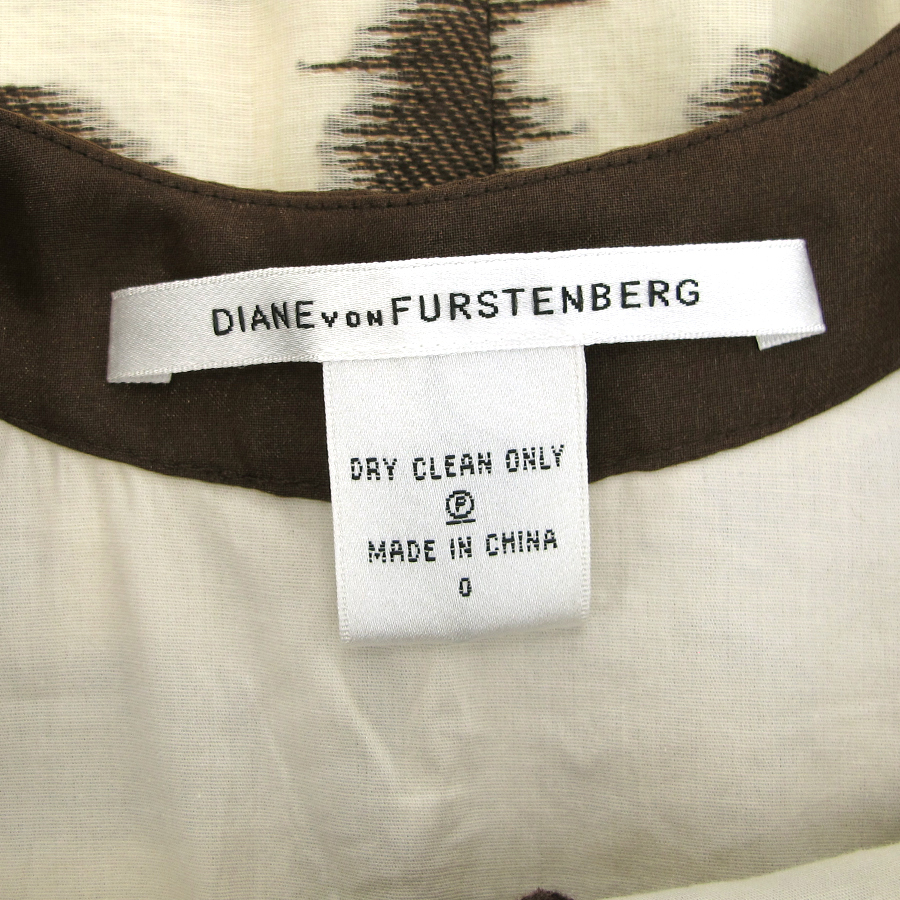 DIANE VON FURSTENBERG
DRY CLEAN ONLY
P
MADE IN CHINA
0